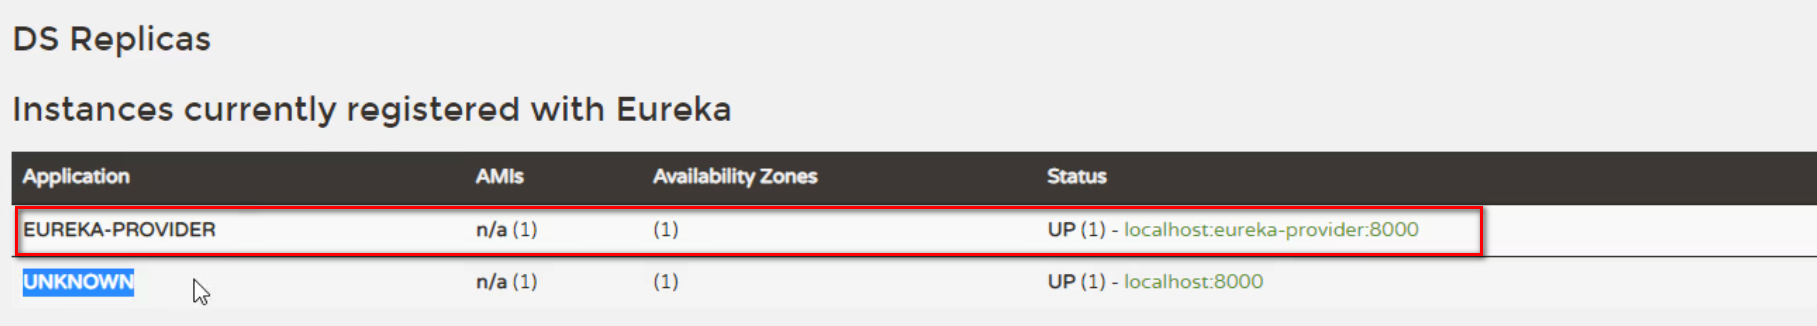 DS Replicas
Instances currently registered with Eureka
Application AMIs Availability Zones Status
EUREKA-PROVIDER n/a (1) (1) UP (1) - localhost:eureka-provider:8000
UNKNOWN n/a (1) (1) UP (1) - localhost:8000